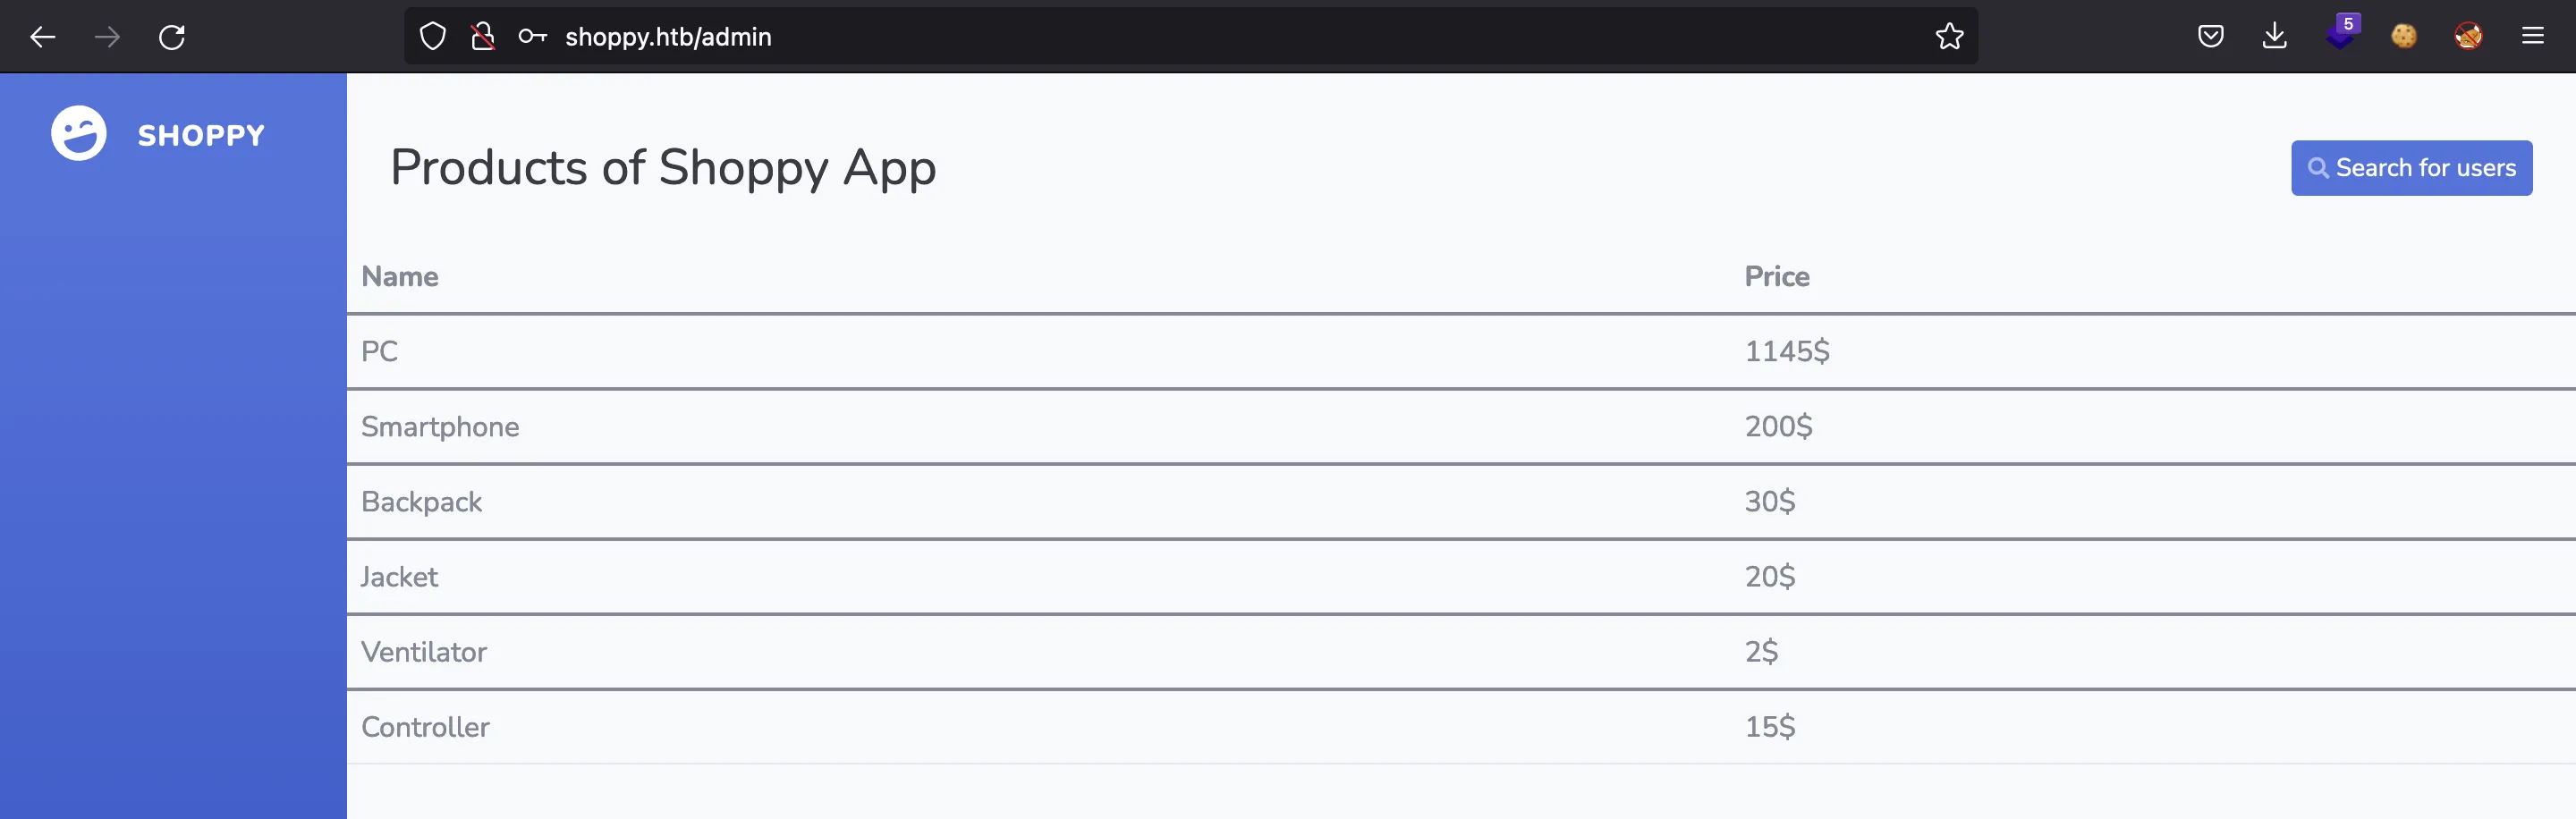 shoppy.htb/admin
5
SHOPPY
Products of Shoppy App
Search for users
Name Price
PC 1145$
Smartphone 200$
Backpack 30$
Jacket 20$
Ventilator 2$
Controller 15$